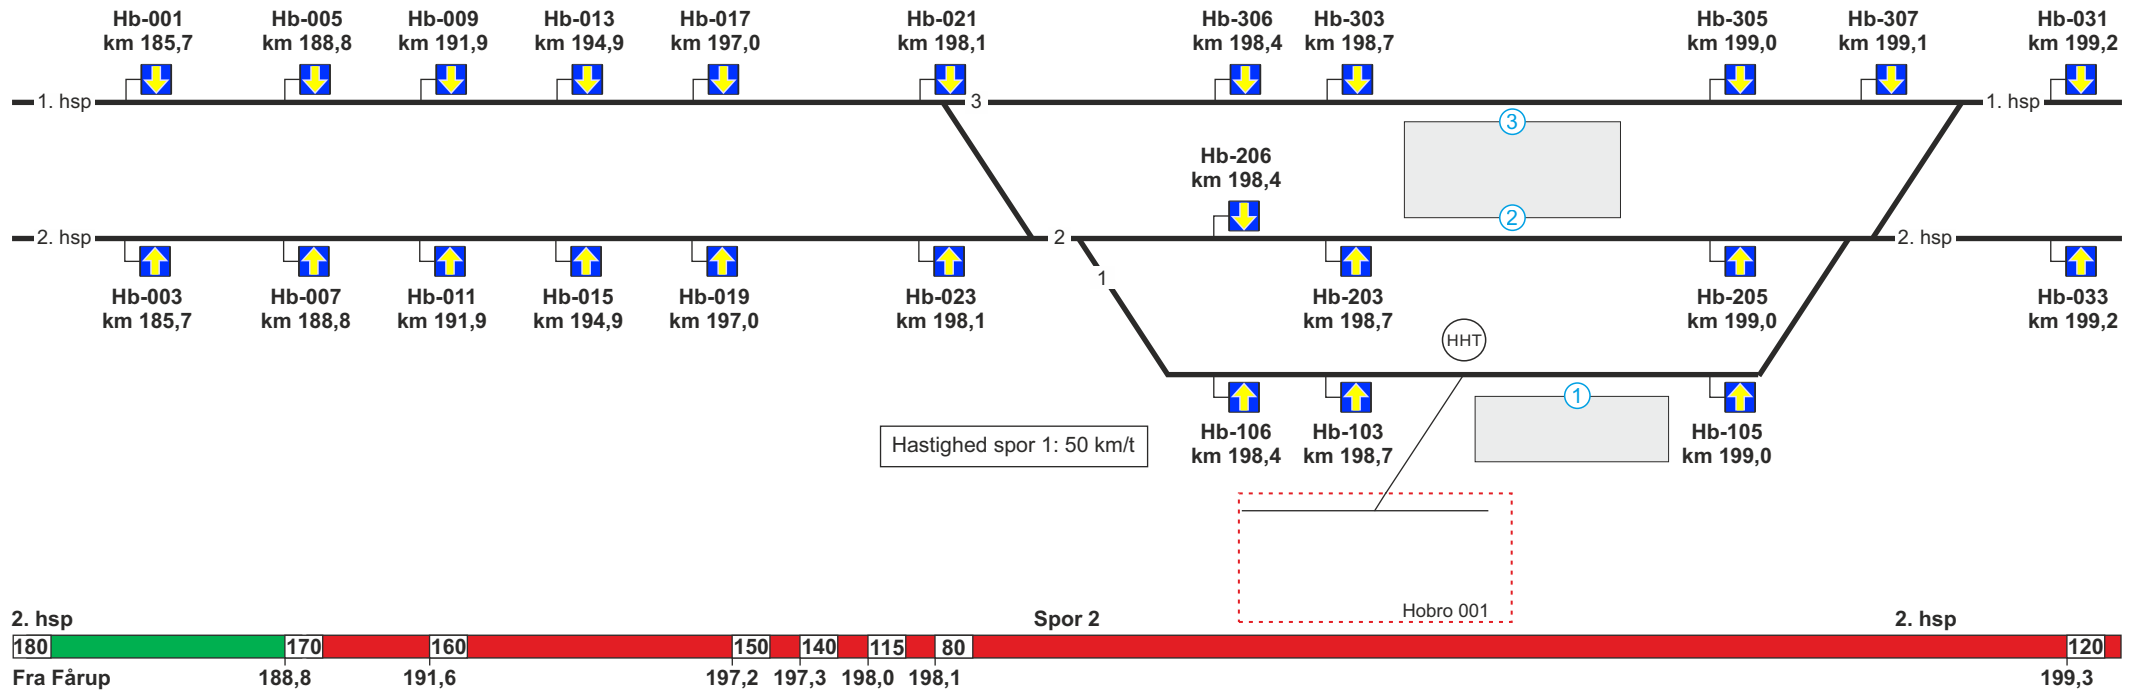 Hb-001 Hb-005 Hb-009 Hb-013 Hb-017 Hb-021 Hb-306 Hb-303 Hb-305 Hb-307 Hb-031
km 185,7 km 188,8 km 191,9 km 194,9 km 197,0 km 198,1 km 198,4 km 198,7 km 199,0 km 199,1 km 199,2
1. hsp 3 1. hsp
3
Hb-206
km 198,4
2
2. hsp 2 2. hsp
1
Hb-003 Hb-007 Hb-011 Hb-015 Hb-019 Hb-023 Hb-203 Hb-205 Hb-033
km 185,7 km 188,8 km 191,9 km 194,9 km 197,0 km 198,1 km 198,7 km 199,0 km 199,2
HHT
1
Hb-106 Hb-103 Hb-105
km 198,4 km 198,7 km 199,0
Hastighed spor 1: 50 km/t
Hobro 001
2. hsp Spor 2 2. hsp
180 170 160 150 140 115 80 120
Fra Fårup 188,8 191,6 197,2 197,3 198,0 198,1 199,3